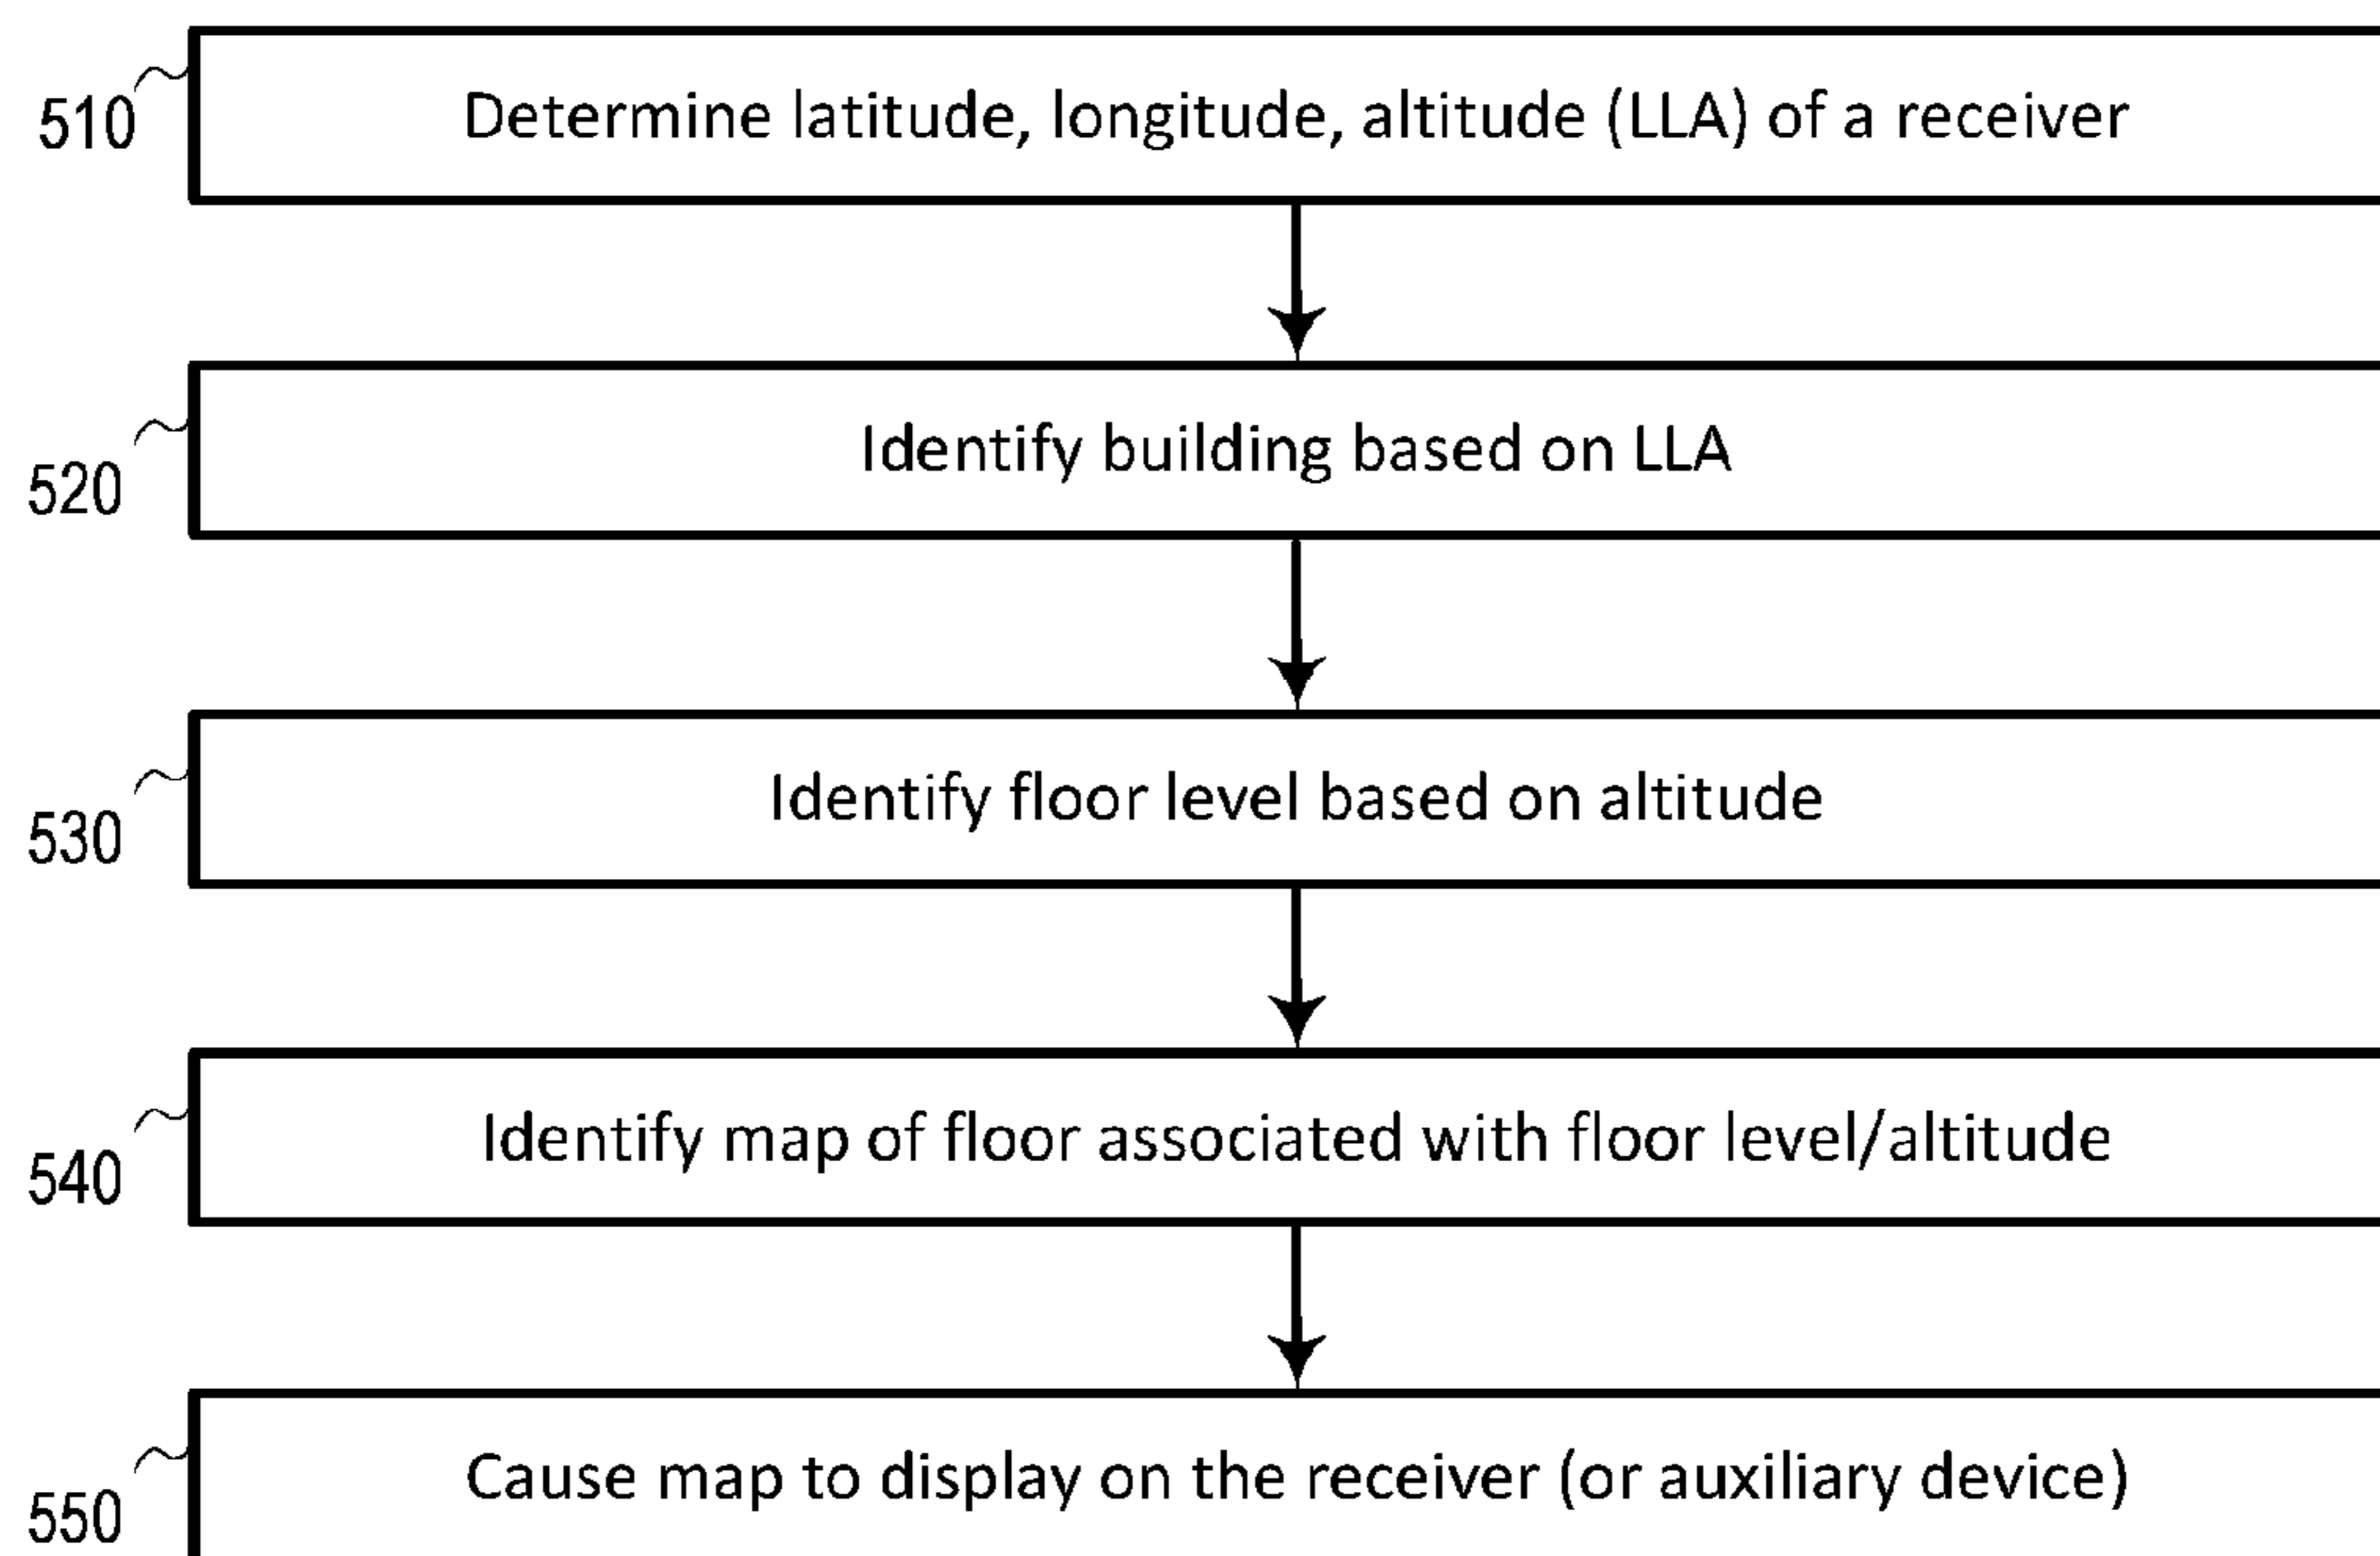 510
Determine latitude, longitude, altitude (LLA) of a receiver
520
Identify building based on LLA
530
Identify floor level based on altitude
540
Identify map of floor associated with floor level/altitude
550
Cause map to display on the receiver (or auxiliary device)